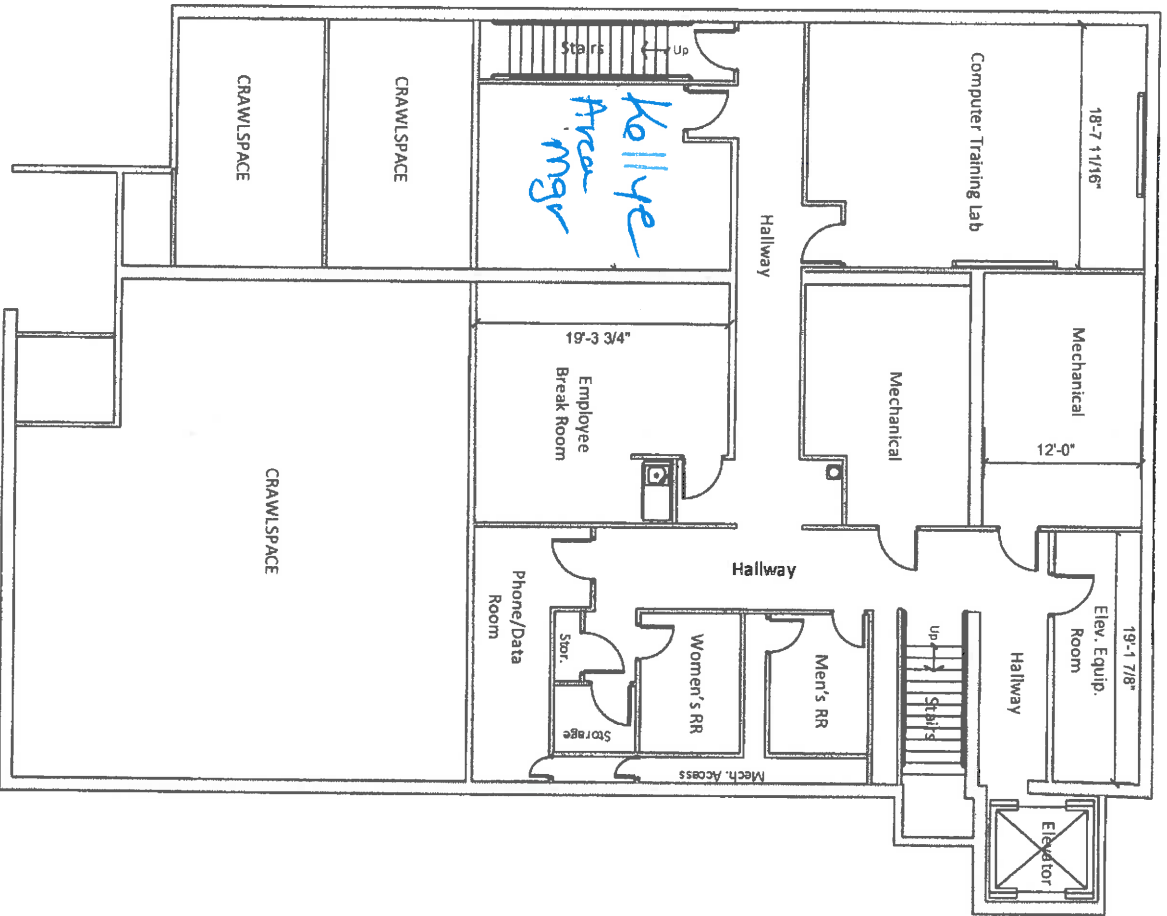 Stairs
Up
CRAWLSPACE
CRAWLSPACE
Kollye
Area
Mgr
Computer Training Lab
18'-7 11/16"
Hallway
19'-3 3/4"
Employee
Break Room
Mechanical
Mechanical
12'-0"
CRAWLSPACE
Hallway
Phone/Data
Room
Stor.
Storage
Women's RR
Men's RR
Mech. Access
Up
Stairs
Hallway
Elev. Equip.
Room
19'-1 7/8"
Elevator